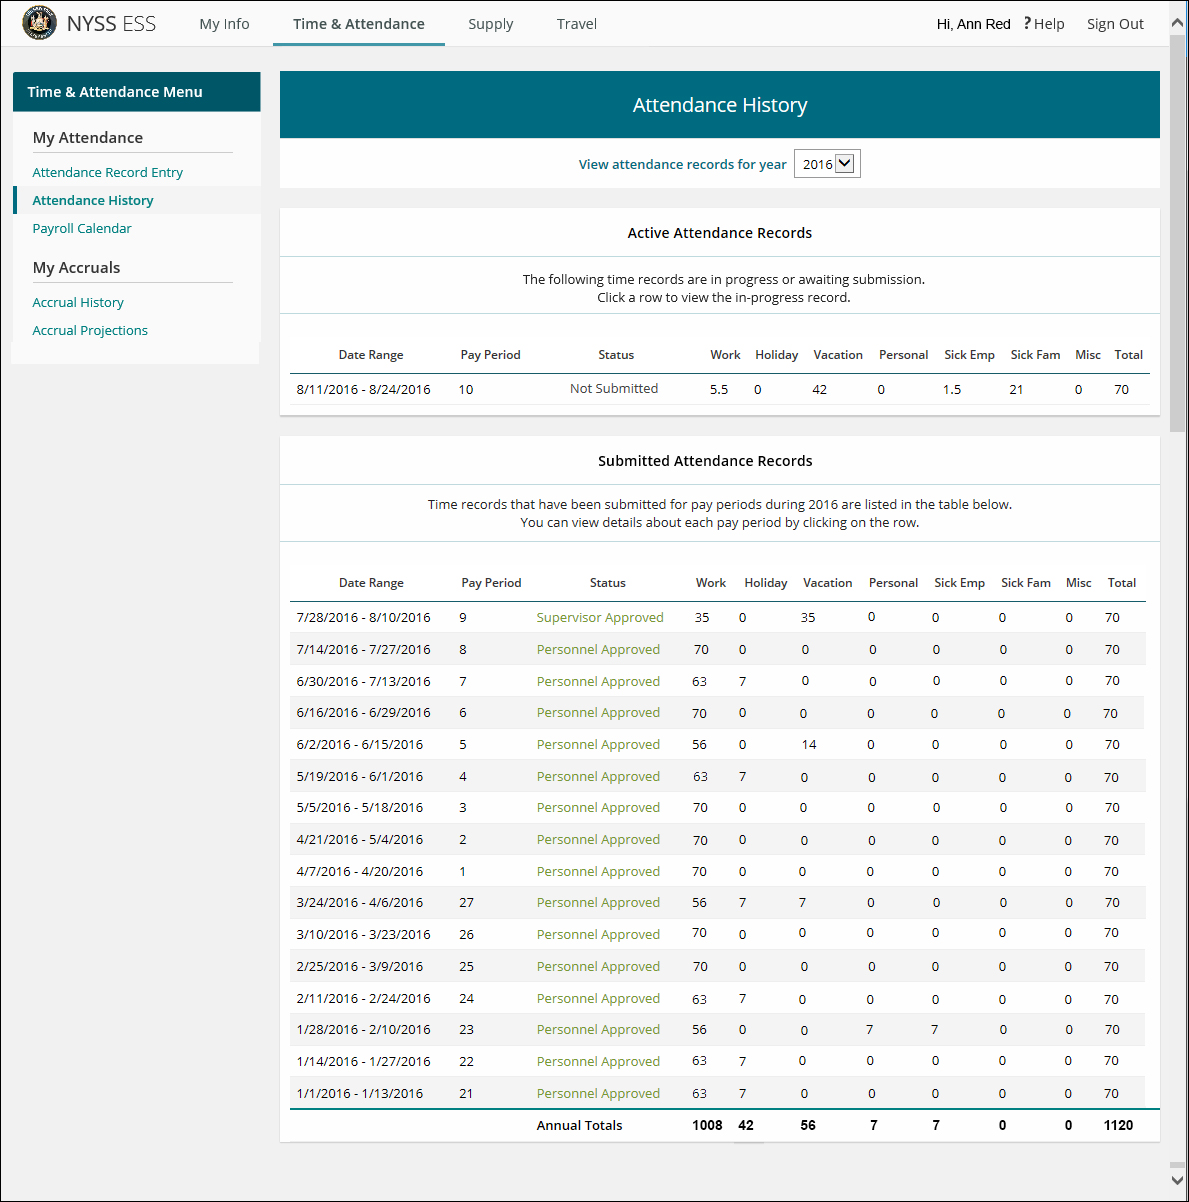 NYSS ESS My Info Time & Attendance Supply Travel Hi, Ann Red ? Help Sign Out
Time & Attendance Menu
My Attendance
Attendance Record Entry
Attendance History
Payroll Calendar
My Accruals
Accrual History
Accrual Projections
Attendance History
View attendance records for year 2016
Active Attendance Records
The following time records are in progress or awaiting submission.
Click a row to view the in-progress record.
Date Range Pay Period Status Work Holiday Vacation Personal Sick Emp Sick Fam Misc Total
8/11/2016 - 8/24/2016 10 Not Submitted 5.5 0 42 0 1.5 21 0 70
Submitted Attendance Records
Time records that have been submitted for pay periods during 2016 are listed in the table below.
You can view details about each pay period by clicking on the row.
Date Range Pay Period Status Work Holiday Vacation Personal Sick Emp Sick Fam Misc Total
7/28/2016 - 8/10/2016 9 Supervisor Approved 35 0 35 0 0 0 0 70
7/14/2016 - 7/27/2016 8 Personnel Approved 70 0 0 0 0 0 0 70
6/30/2016 - 7/13/2016 7 Personnel Approved 63 7 0 0 0 0 0 70
6/16/2016 - 6/29/2016 6 Personnel Approved 70 0 0 0 0 0 0 70
6/2/2016 - 6/15/2016 5 Personnel Approved 56 0 14 0 0 0 0 70
5/19/2016 - 6/1/2016 4 Personnel Approved 63 7 0 0 0 0 0 70
5/5/2016 - 5/18/2016 3 Personnel Approved 70 0 0 0 0 0 0 70
4/21/2016 - 5/4/2016 2 Personnel Approved 70 0 0 0 0 0 0 70
4/7/2016 - 4/20/2016 1 Personnel Approved 70 0 0 0 0 0 0 70
3/24/2016 - 4/6/2016 27 Personnel Approved 56 7 7 0 0 0 0 70
3/10/2016 - 3/23/2016 26 Personnel Approved 70 0 0 0 0 0 0 70
2/25/2016 - 3/9/2016 25 Personnel Approved 70 0 0 0 0 0 0 70
2/11/2016 - 2/24/2016 24 Personnel Approved 63 7 0 0 0 0 0 70
1/28/2016 - 2/10/2016 23 Personnel Approved 56 0 0 7 7 0 0 70
1/14/2016 - 1/27/2016 22 Personnel Approved 63 7 0 0 0 0 0 70
1/1/2016 - 1/13/2016 21 Personnel Approved 63 7 0 0 0 0 0 70
Annual Totals 1008 42 56 7 7 0 0 1120